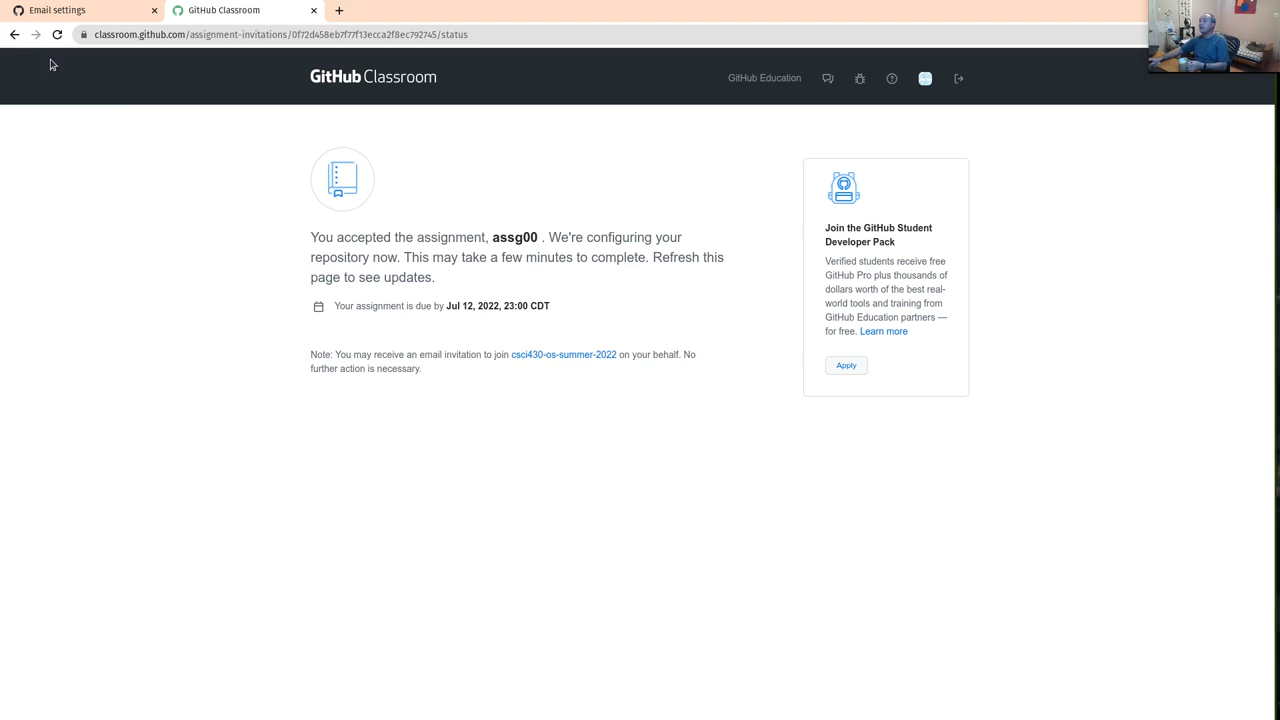 Email settings
GitHub Classroom
classroom.github.com/assignment-invitations/0f72d458eb7f77f13ecca2f8ec792745/status
GitHub Classroom
GitHub Education
You accepted the assignment, assg00 . We're configuring your
repository now. This may take a few minutes to complete. Refresh this
page to see updates.
Your assignment is due by Jul 12, 2022, 23:00 CDT
Note: You may receive an email invitation to join csci430-os-summer-2022 on your behalf. No
further action is necessary.
Join the GitHub Student
Developer Pack
Verified students receive free
GitHub Pro plus thousands of
dollars worth of the best real-
world tools and training from
GitHub Education partners —
for free. Learn more
Apply